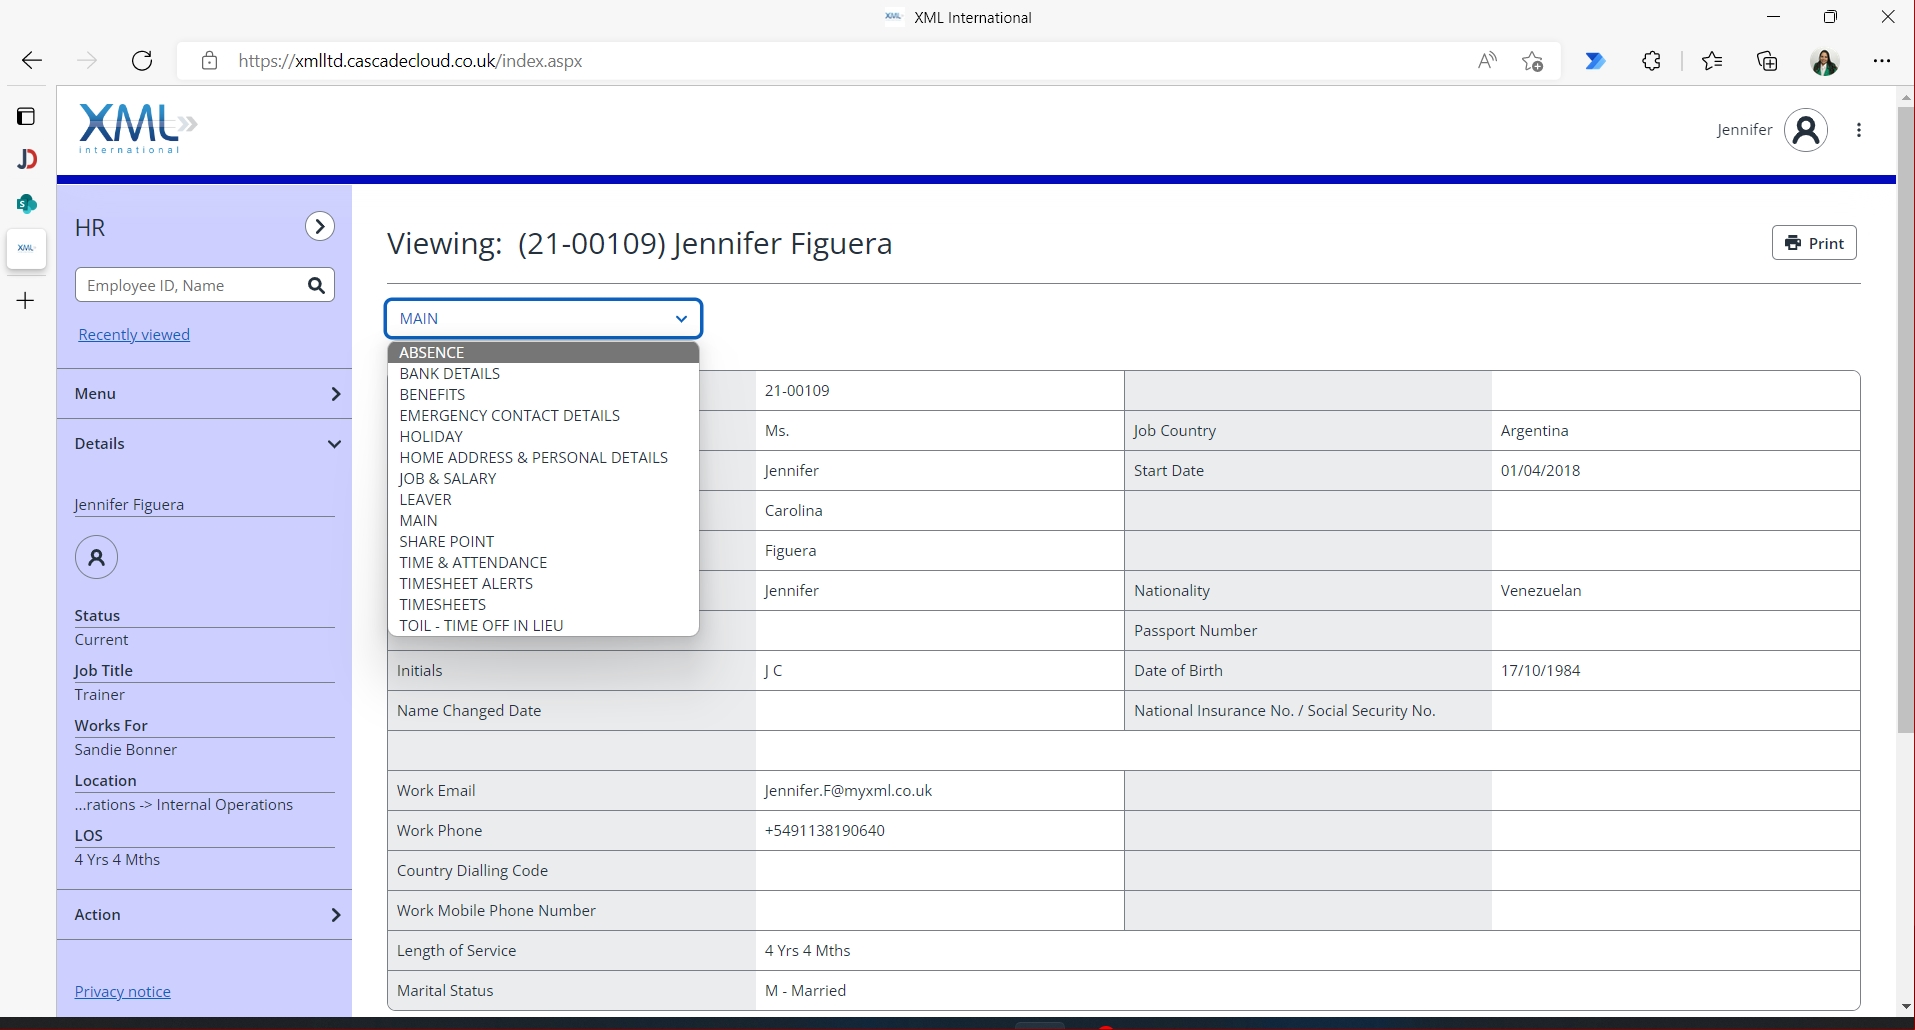 XML International
https://xmlltd.cascadecloud.co.uk/index.aspx
XML
international
Jennifer
HR
Employee ID, Name
Recently viewed
Menu
Details
Jennifer Figuera
Status
Current
Job Title
Trainer
Works For
Sandie Bonner
Location
...rations -> Internal Operations
LOS
4 Yrs 4 Mths
Action
Privacy notice
Viewing: (21-00109) Jennifer Figuera
Print
MAIN
ABSENCE
BANK DETAILS
BENEFITS
EMERGENCY CONTACT DETAILS
HOLIDAY
HOME ADDRESS & PERSONAL DETAILS
JOB & SALARY
LEAVER
MAIN
SHARE POINT
TIME & ATTENDANCE
TIMESHEET ALERTS
TIMESHEETS
TOIL - TIME OFF IN LIEU
21-00109
Ms. Job Country Argentina
Jennifer Start Date 01/04/2018
Carolina
Figuera
Jennifer Nationality Venezuelan
Passport Number
Initials J C Date of Birth 17/10/1984
Name Changed Date National Insurance No. / Social Security No.
Work Email Jennifer.F@myxml.co.uk
Work Phone +5491138190640
Country Dialling Code
Work Mobile Phone Number
Length of Service 4 Yrs 4 Mths
Marital Status M - Married